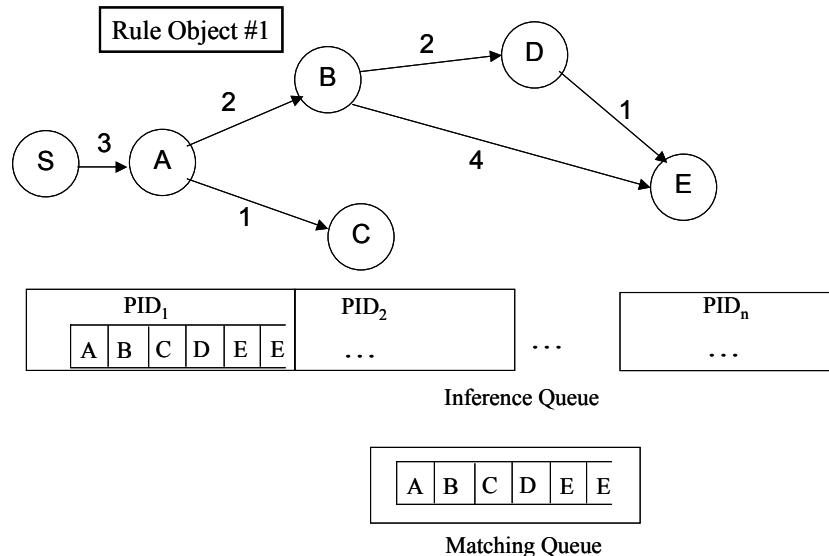 Rule Object #1
2
D
B
2
1
3
S
A
4
E
1
C
PID1
PID2
PIDn
A B C D E E
...
...
...
Inference Queue
A B C D E E
Matching Queue